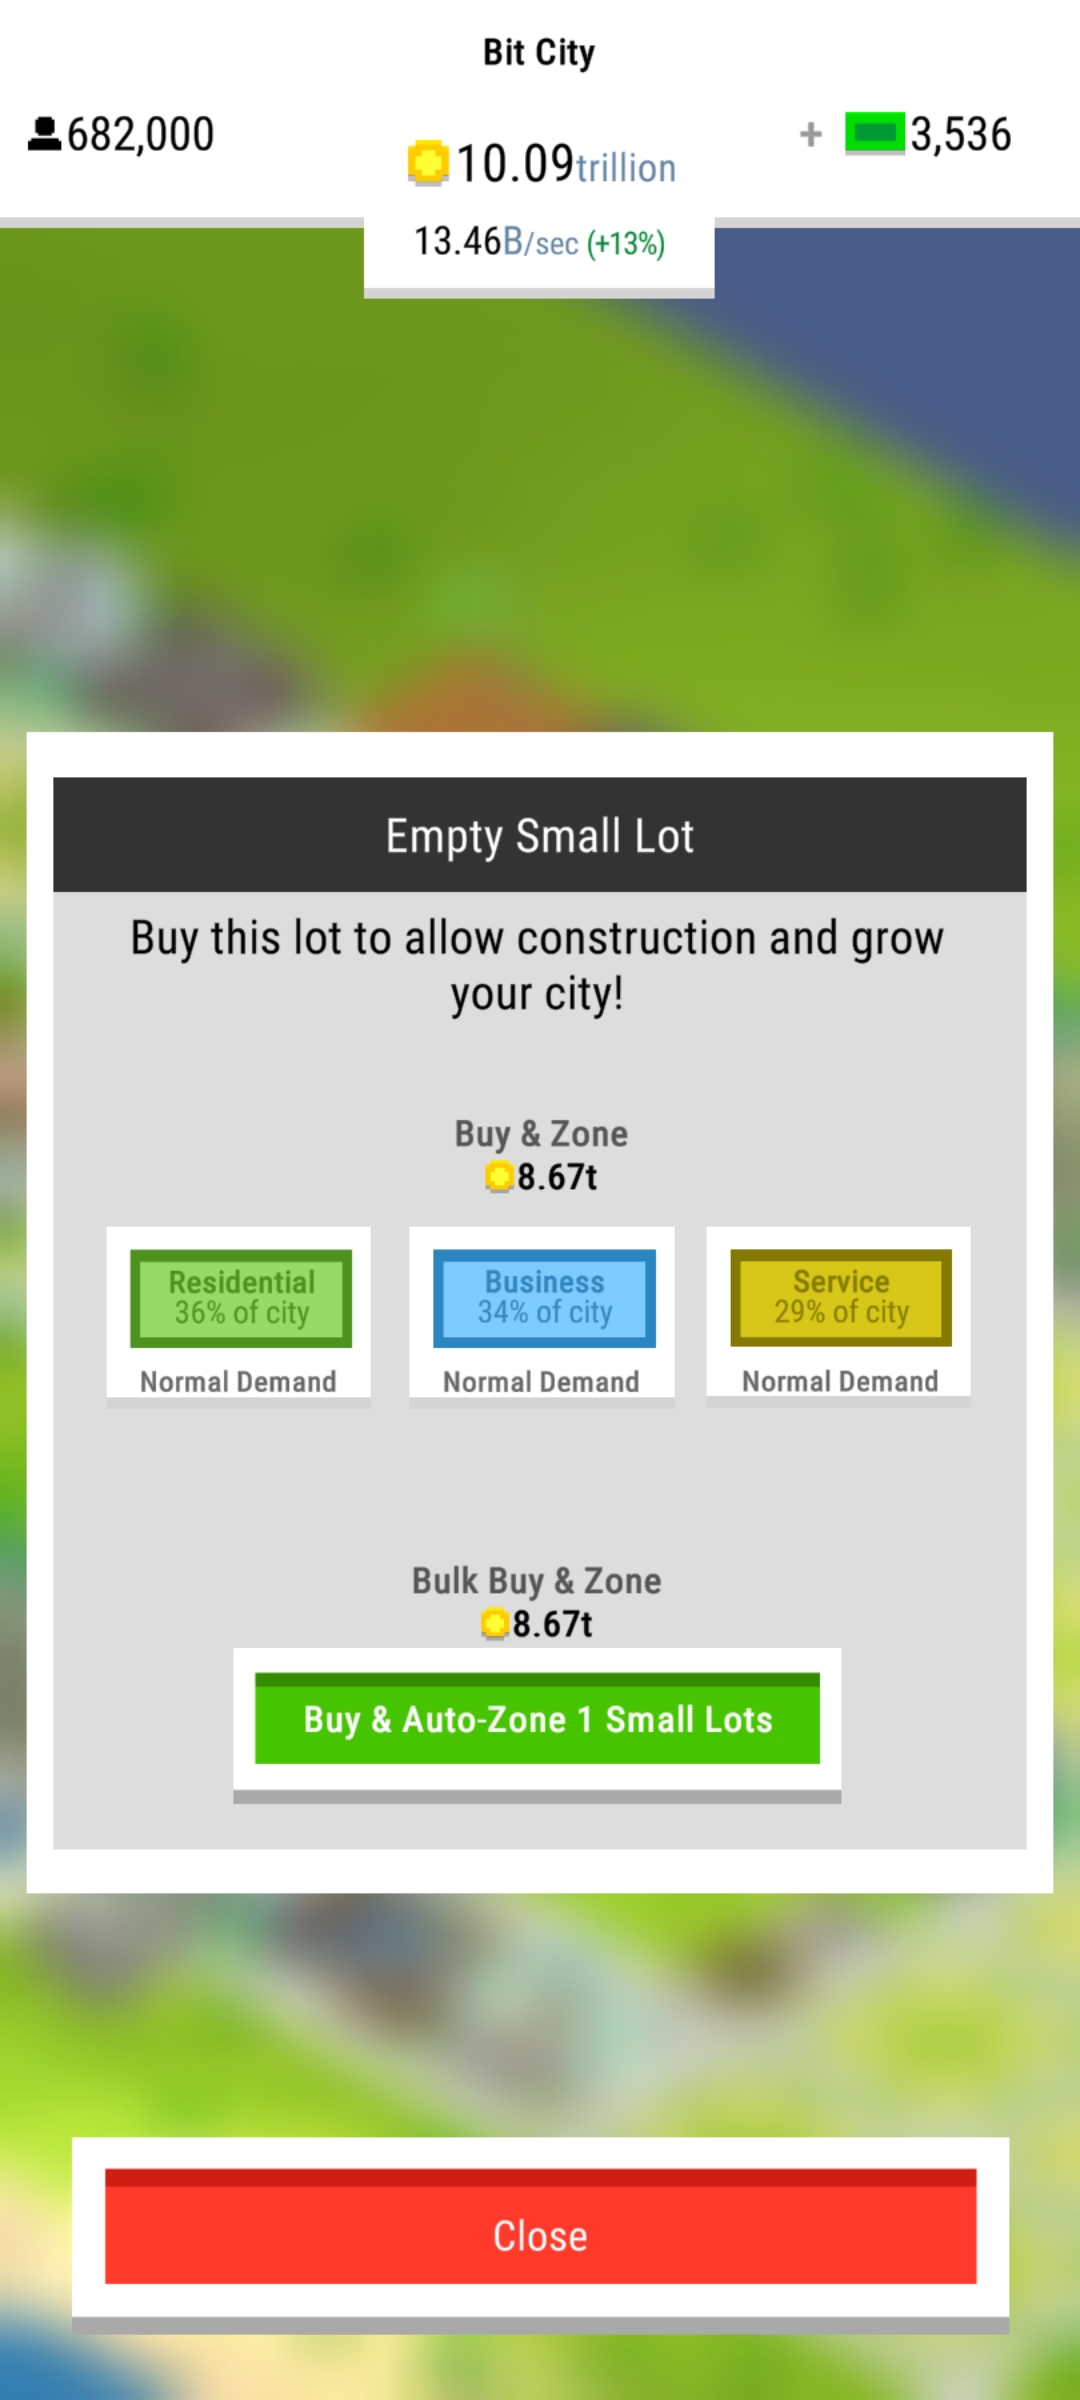 Bit City
682,000
+ 3,536
10.09trillion
13.46B/sec (+13%)
Empty Small Lot
Buy this lot to allow construction and grow
your city!
Buy & Zone
8.67t
Residential
36% of city
Normal Demand
Business
34% of city
Normal Demand
Service
29% of city
Normal Demand
Bulk Buy & Zone
8.67t
Buy & Auto-Zone 1 Small Lots
Close